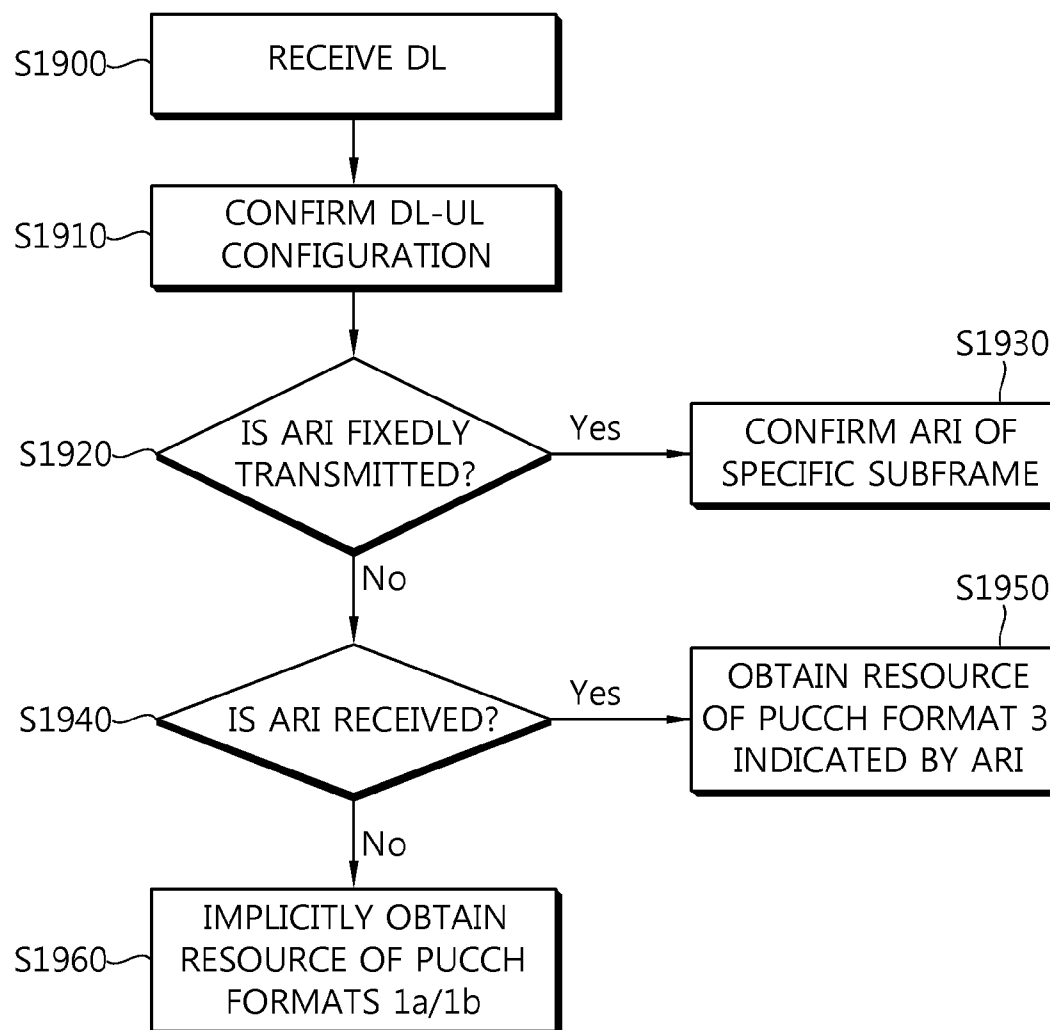 S1900
RECEIVE DL
S1910
CONFIRM DL-UL
CONFIGURATION
S1920
IS ARI FIXEDLY
TRANSMITTED?
Yes
S1930
CONFIRM ARI OF
SPECIFIC SUBFRAME
No
S1940
IS ARI RECEIVED?
Yes
S1950
OBTAIN RESOURCE
OF PUCCH FORMAT 3
INDICATED BY ARI
No
S1960
IMPLICITLY OBTAIN
RESOURCE OF PUCCH
FORMATS 1a/1b